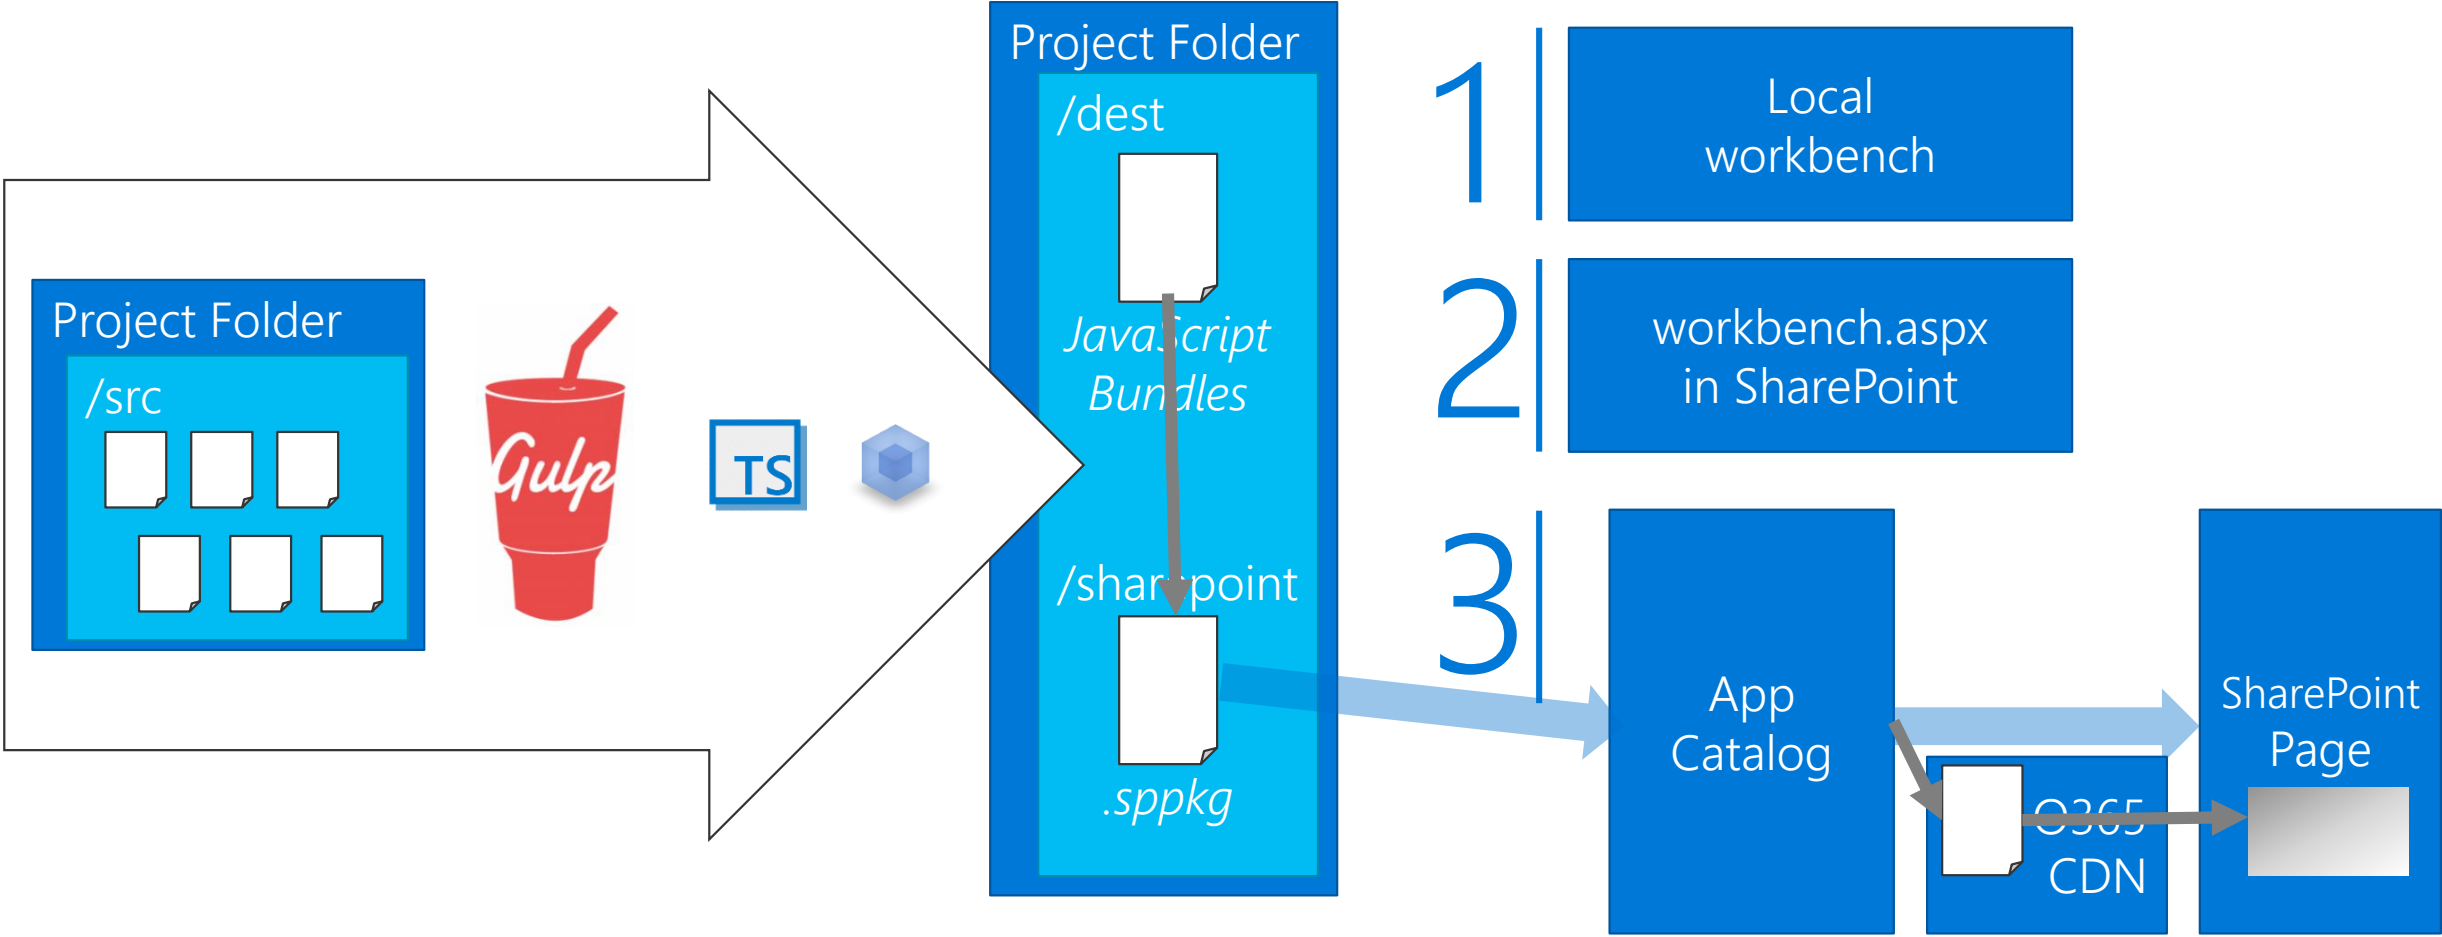 Project Folder
/src
Gulp
TS
Project Folder
/dest
JavaScript
Bundles
/sharepoint
.sppkg
1
Local
workbench
2
workbench.aspx
in SharePoint
3
App
Catalog
O365
CDN
SharePoint
Page